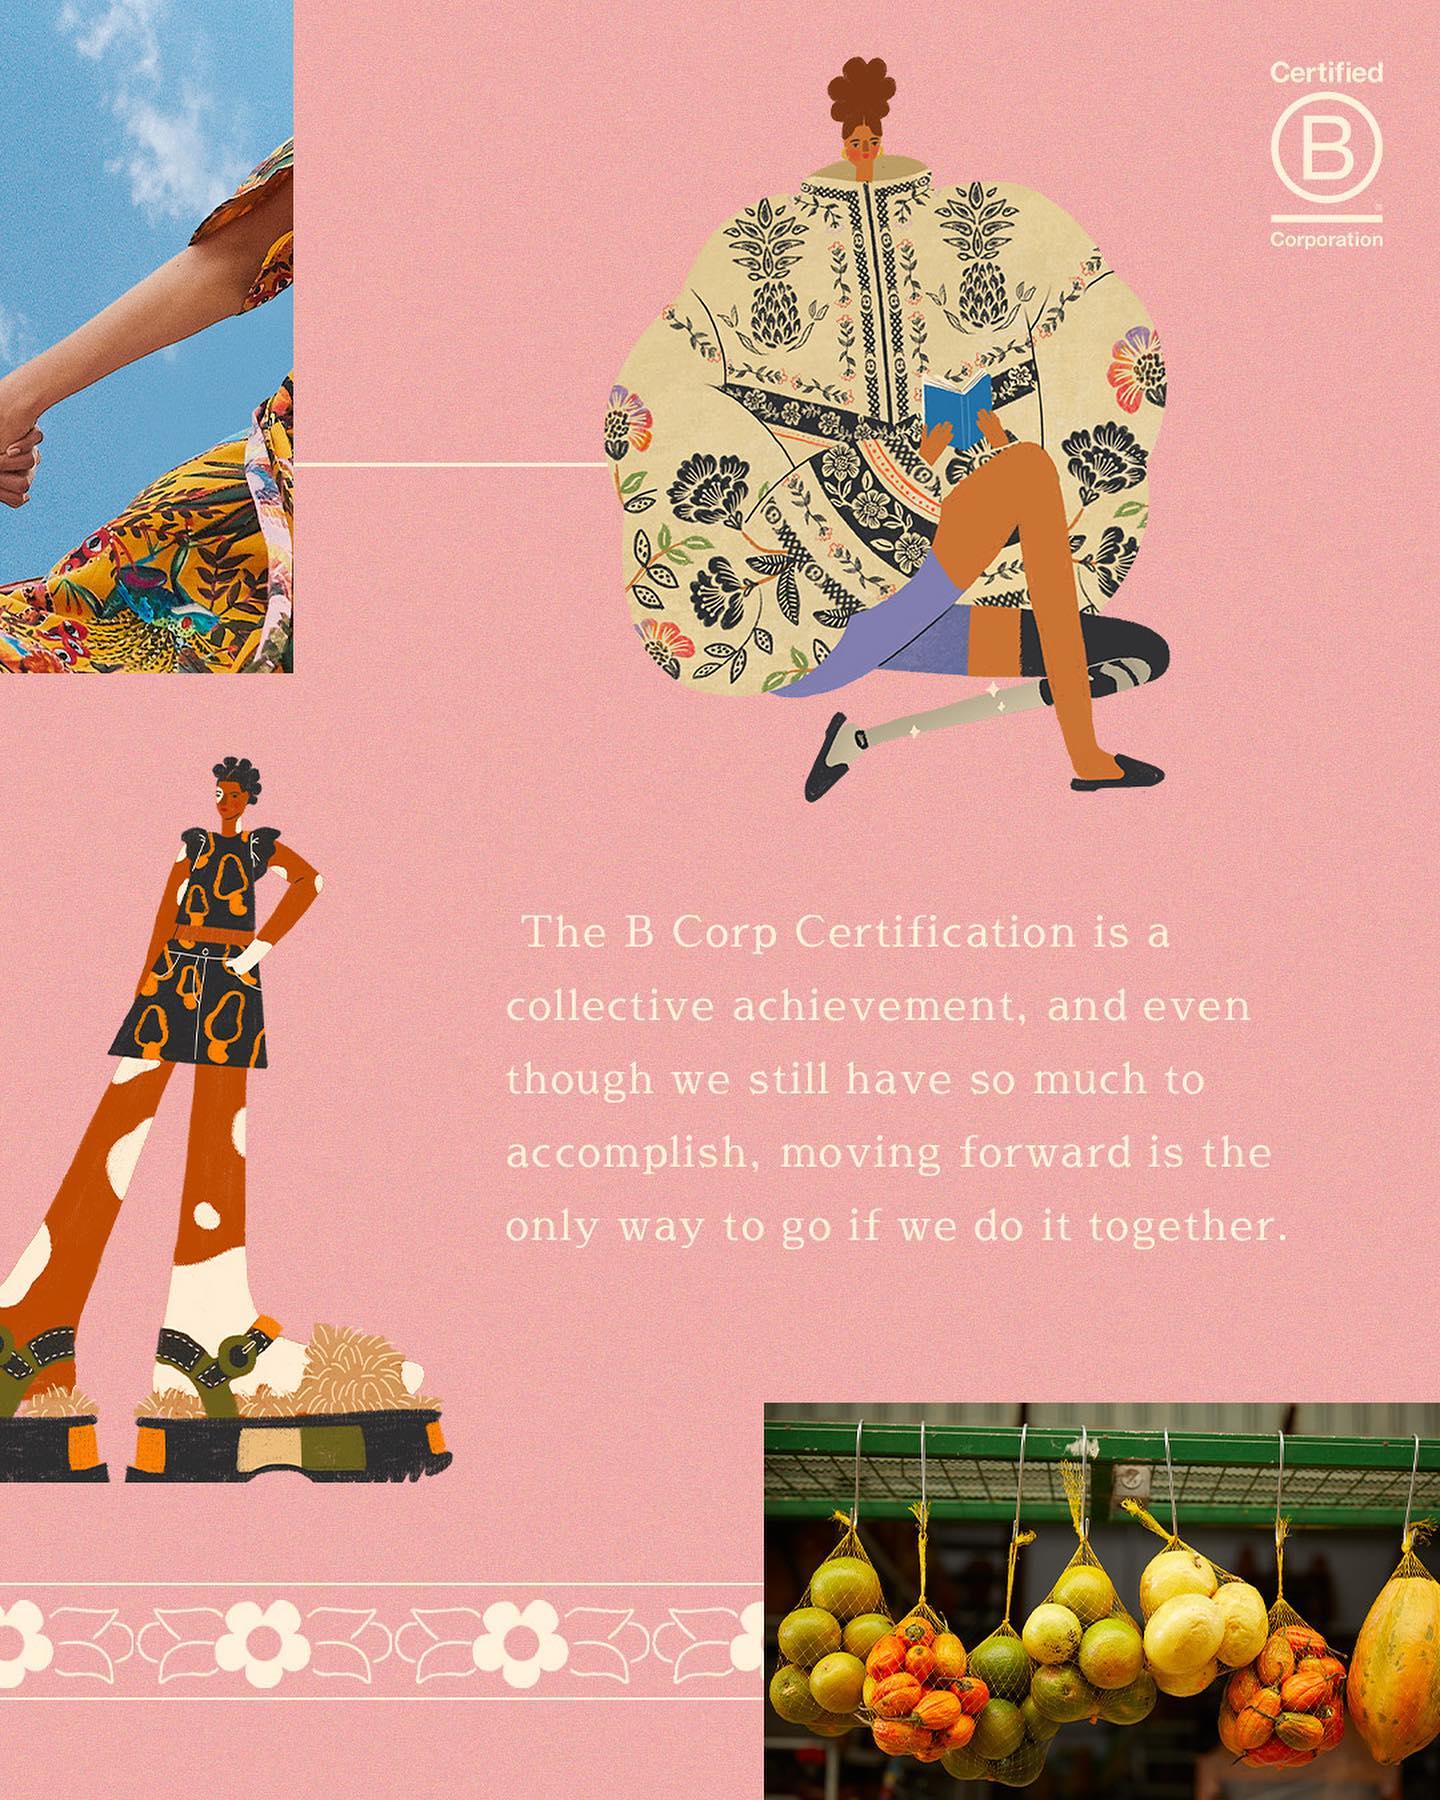 Certified
B
Corporation
The B Corp Certification is a
collective achievement, and even
though we still have so much to
accomplish, moving forward is the
only way to go if we do it together.